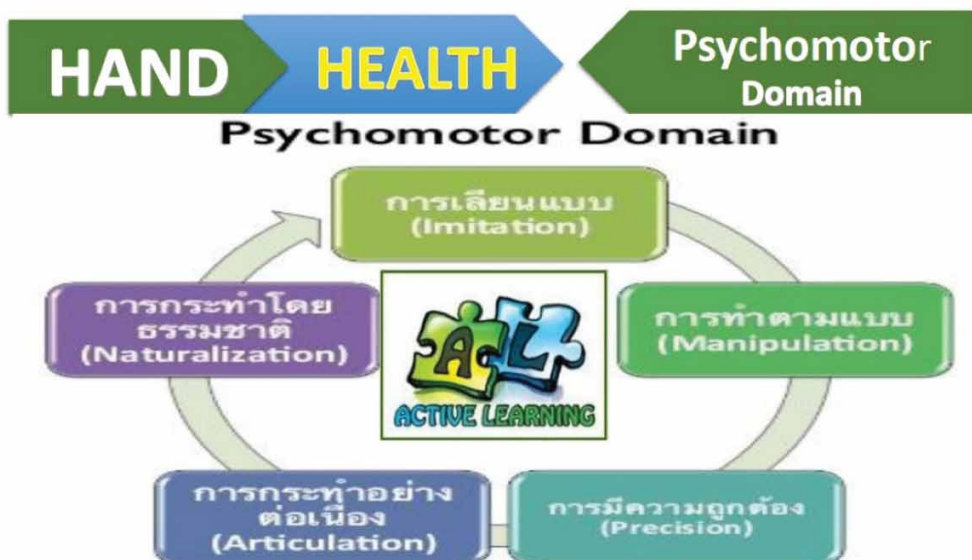 HAND
HEALTH
Psychomotor
Domain
Psychomotor Domain
การเลียนแบบ
(Imitation)
การทำตามแบบ
(Manipulation)
การมีความถูกต้อง
(Precision)
การกระทำอย่าง
ต่อเนื่อง
(Articulation)
การกระทำโดย
ธรรมชาติ
(Naturalization)
AL
ACTIVE LEARNING